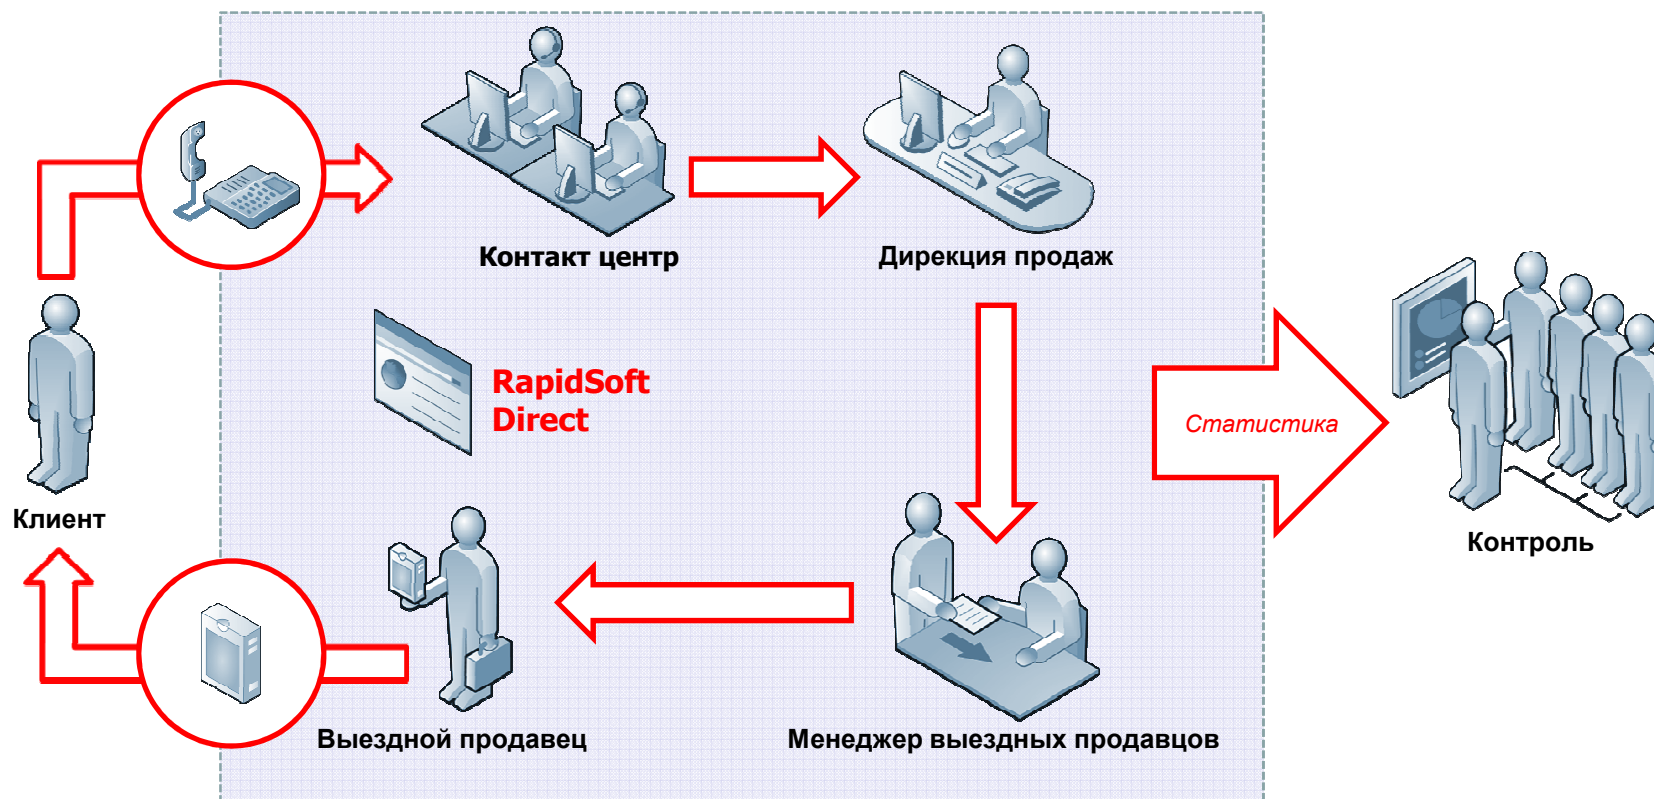 Контакт центр
Дирекция продаж
RapidSoft
Direct
Статистика
Клиент
Контроль
Выездной продавец
Менеджер выездных продавцов